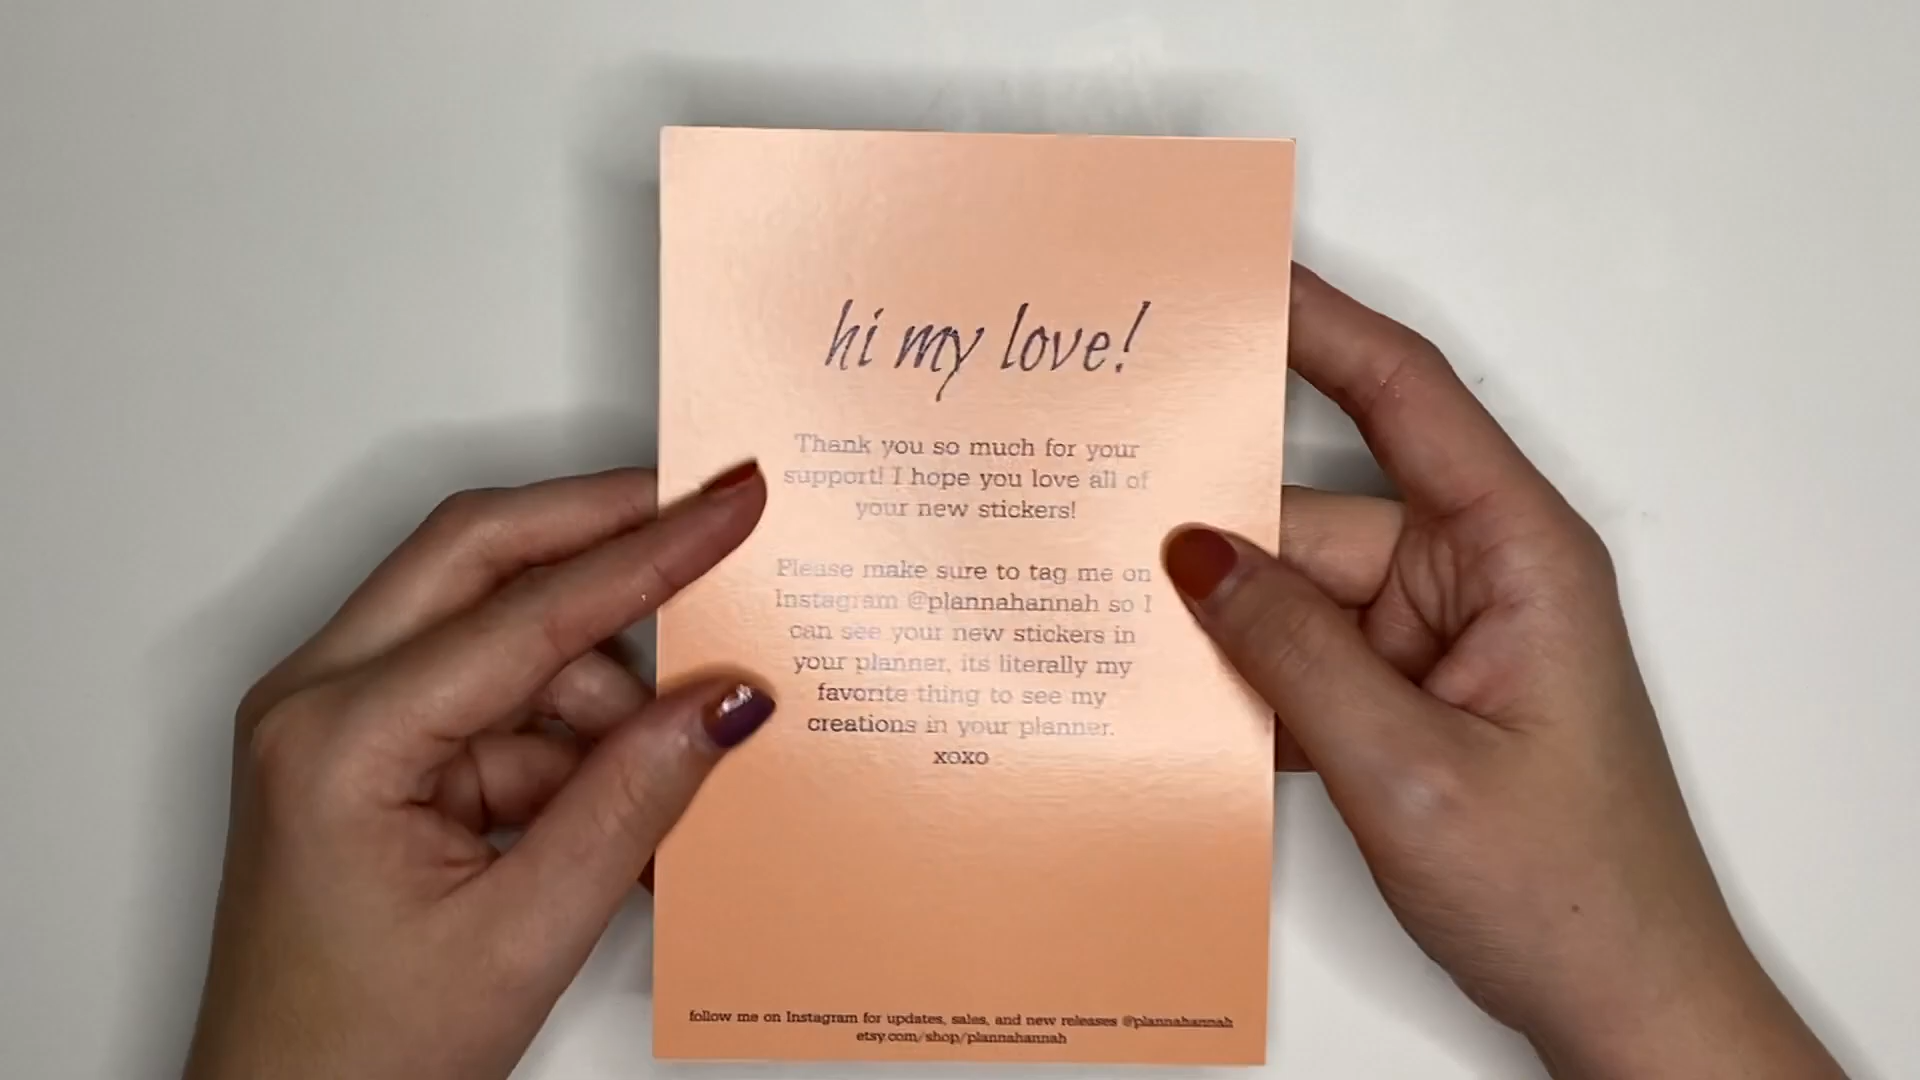 hi my love!
Thank you so much for your
support! I hope you love all of
your new stickers!
Please make sure to tag me on
Instagram @plannahannah so I
can see your new stickers in
your planner, its literally my
favorite thing to see my
creations in your planner.
xoxo
follow me on Instagram for updates, sales, and new releases @plannahannah
etsy.com/shop/plannahannah